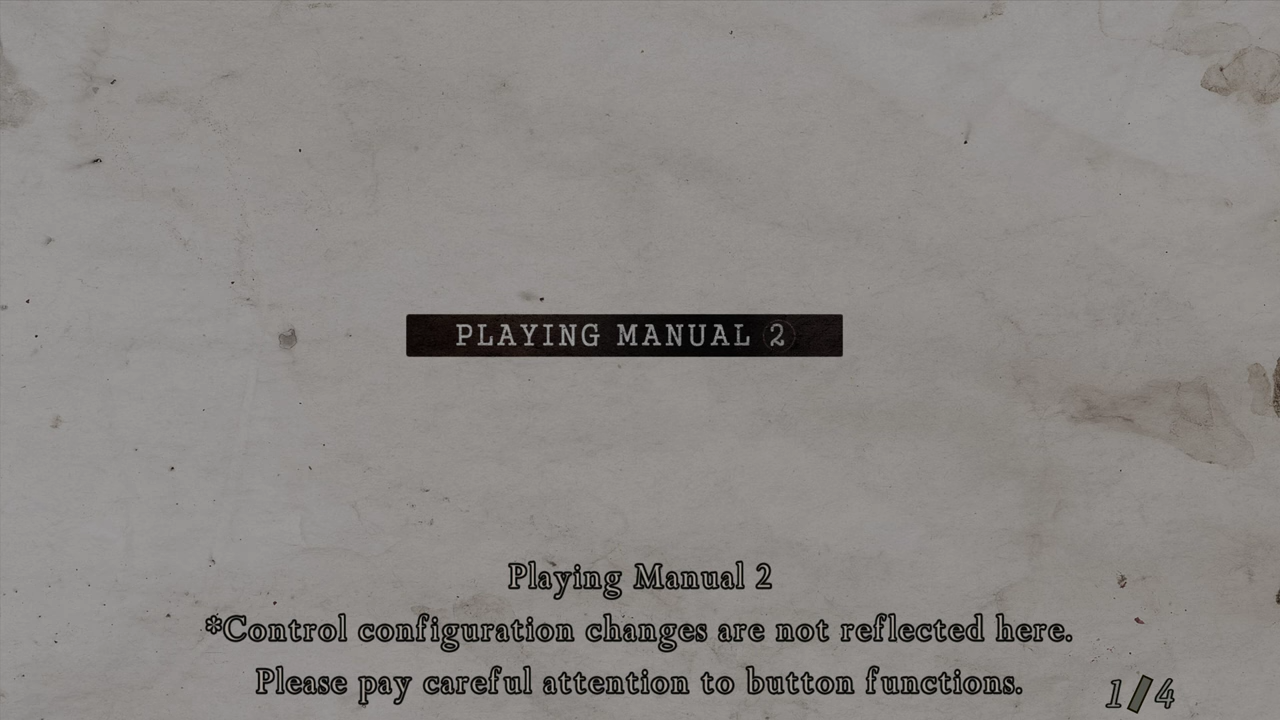 PLAYING MANUAL ②
Playing Manual 2
*Control configuration changes are not reflected here.
Please pay careful attention to button functions.
1/4